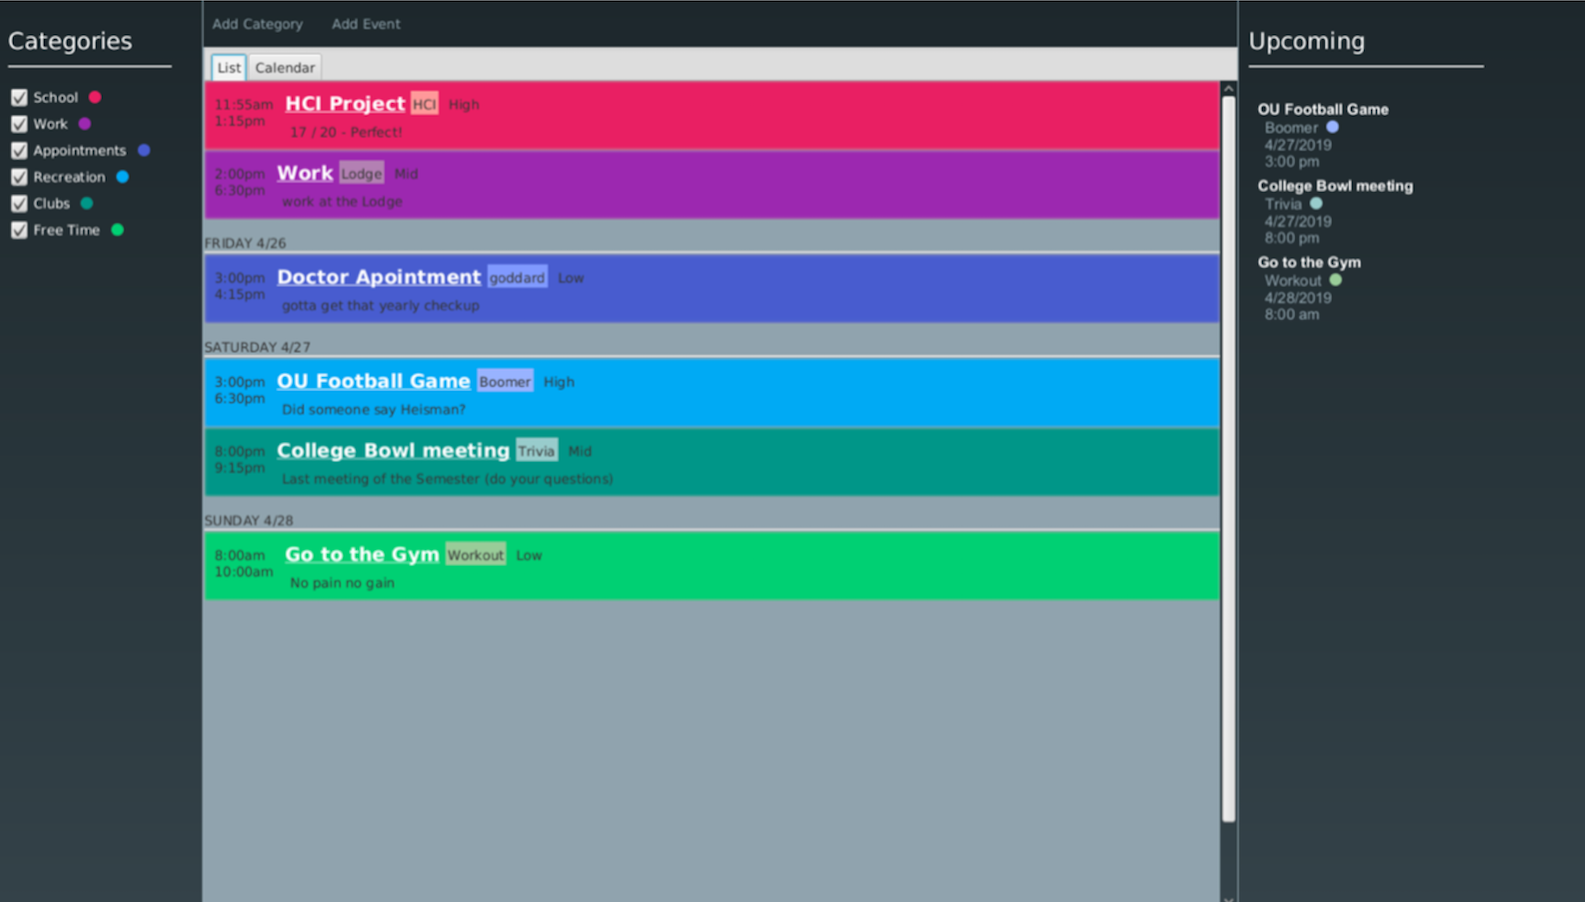 Categories
School
Work
Appointments
Recreation
Clubs
Free Time
Add Category Add Event
List Calendar
11:55am HCI Project HCI High
1:15pm
17 / 20 - Perfect!
2:00pm Work Lodge Mid
6:30pm
work at the Lodge
FRIDAY 4/26
3:00pm Doctor Apointment goddard Low
4:15pm
gotta get that yearly checkup
SATURDAY 4/27
3:00pm OU Football Game Boomer High
6:30pm
Did someone say Heisman?
8:00pm College Bowl meeting Trivia Mid
9:15pm
Last meeting of the Semester (do your questions)
SUNDAY 4/28
8:00am Go to the Gym Workout Low
10:00am
No pain no gain
Upcoming
OU Football Game
Boomer
4/27/2019
3:00 pm
College Bowl meeting
Trivia
4/27/2019
8:00 pm
Go to the Gym
Workout
4/28/2019
8:00 am